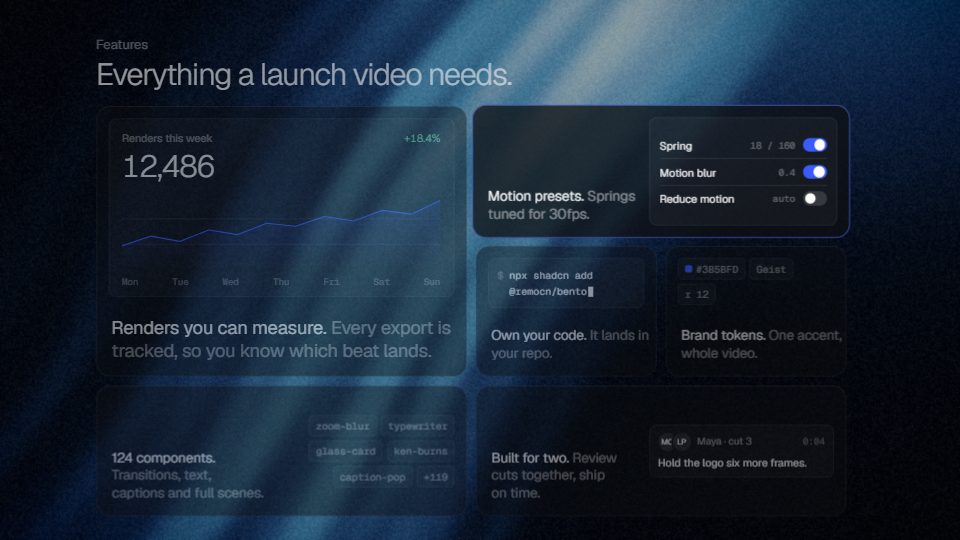 Features
Everything a launch video needs.
Renders this week
+18.4%
12,486
Mon Tue Wed Thu Fri Sat Sun
Renders you can measure. Every export is
tracked, so you know which beat lands.
Motion presets. Springs
tuned for 30fps.
Spring 18 / 160
Motion blur 0.4
Reduce motion auto
$ npx shadcn add
@remocn/bento
Own your code. It lands in
your repo.
#3B5BFD Geist
r 12
Brand tokens. One accent,
whole video.
124 components.
Transitions, text,
captions and full scenes.
zoom-blur typewriter
glass-card ken-burns
caption-pop +119
Built for two. Review
cuts together, ship
on time.
LP Maya · cut 3 0:04
Hold the logo six more frames.